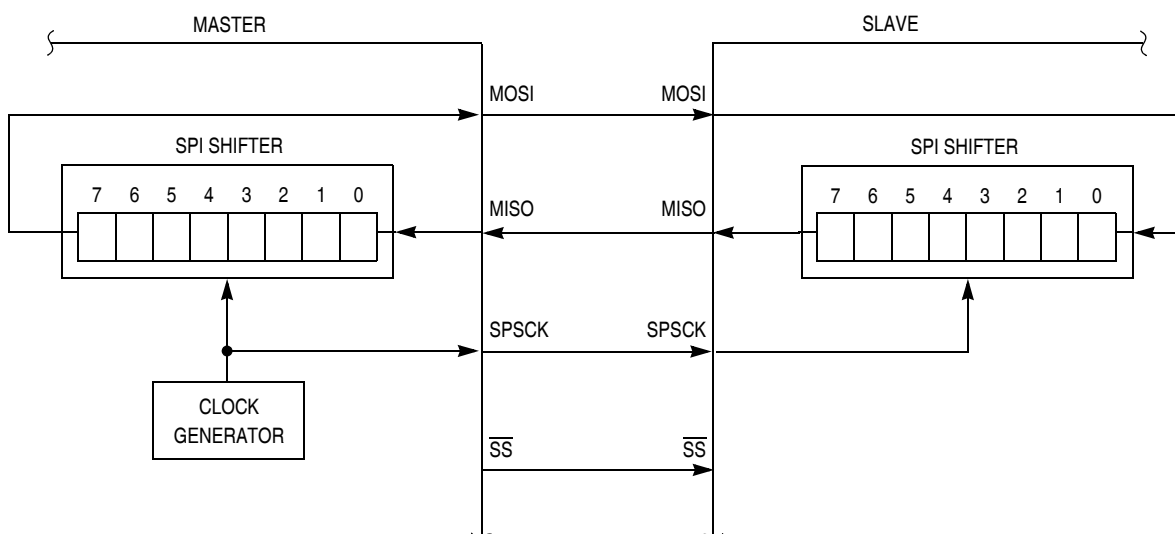 MASTER
SLAVE
MOSI MOSI
SPI SHIFTER SPI SHIFTER
7 6 5 4 3 2 1 0 MISO MISO 7 6 5 4 3 2 1 0
SPSCK SPSCK
CLOCK
GENERATOR
SS SS